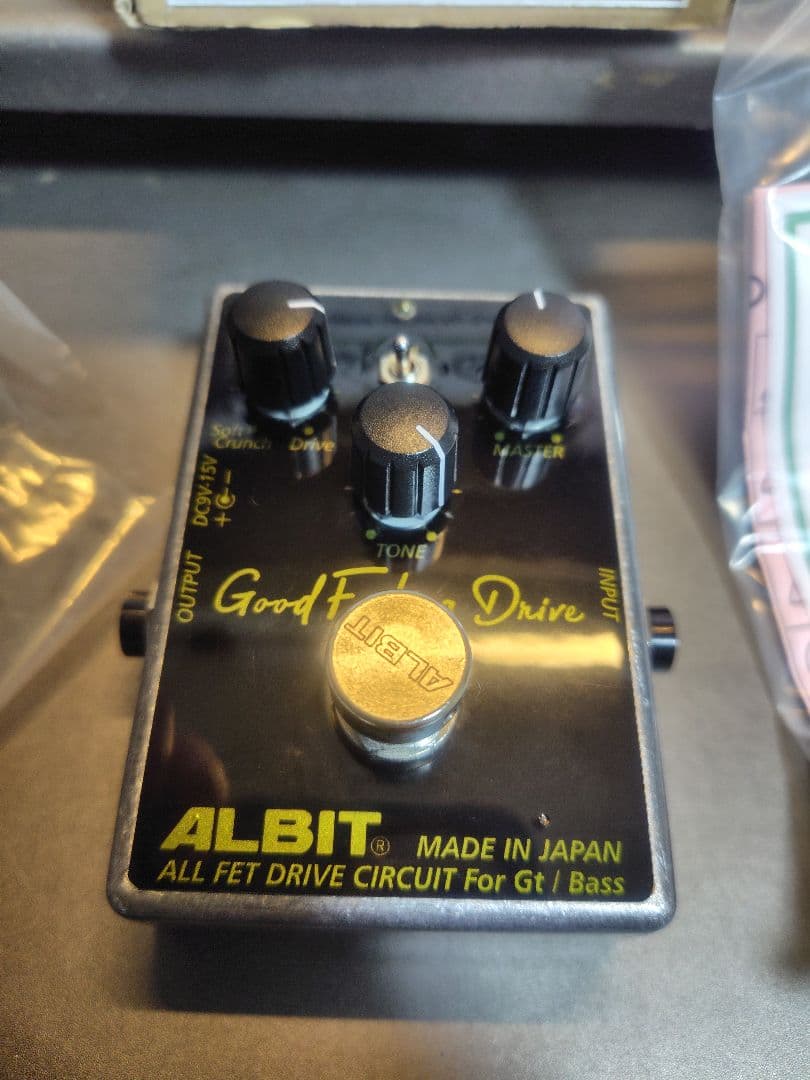 Soft
Crunch Drive
MASTER
DC9V-15V
+ −
TONE
OUTPUT
INPUT
Good Drive
ALBIT
ALBIT®
MADE IN JAPAN
ALL FET DRIVE CIRCUIT For Gt / Bass